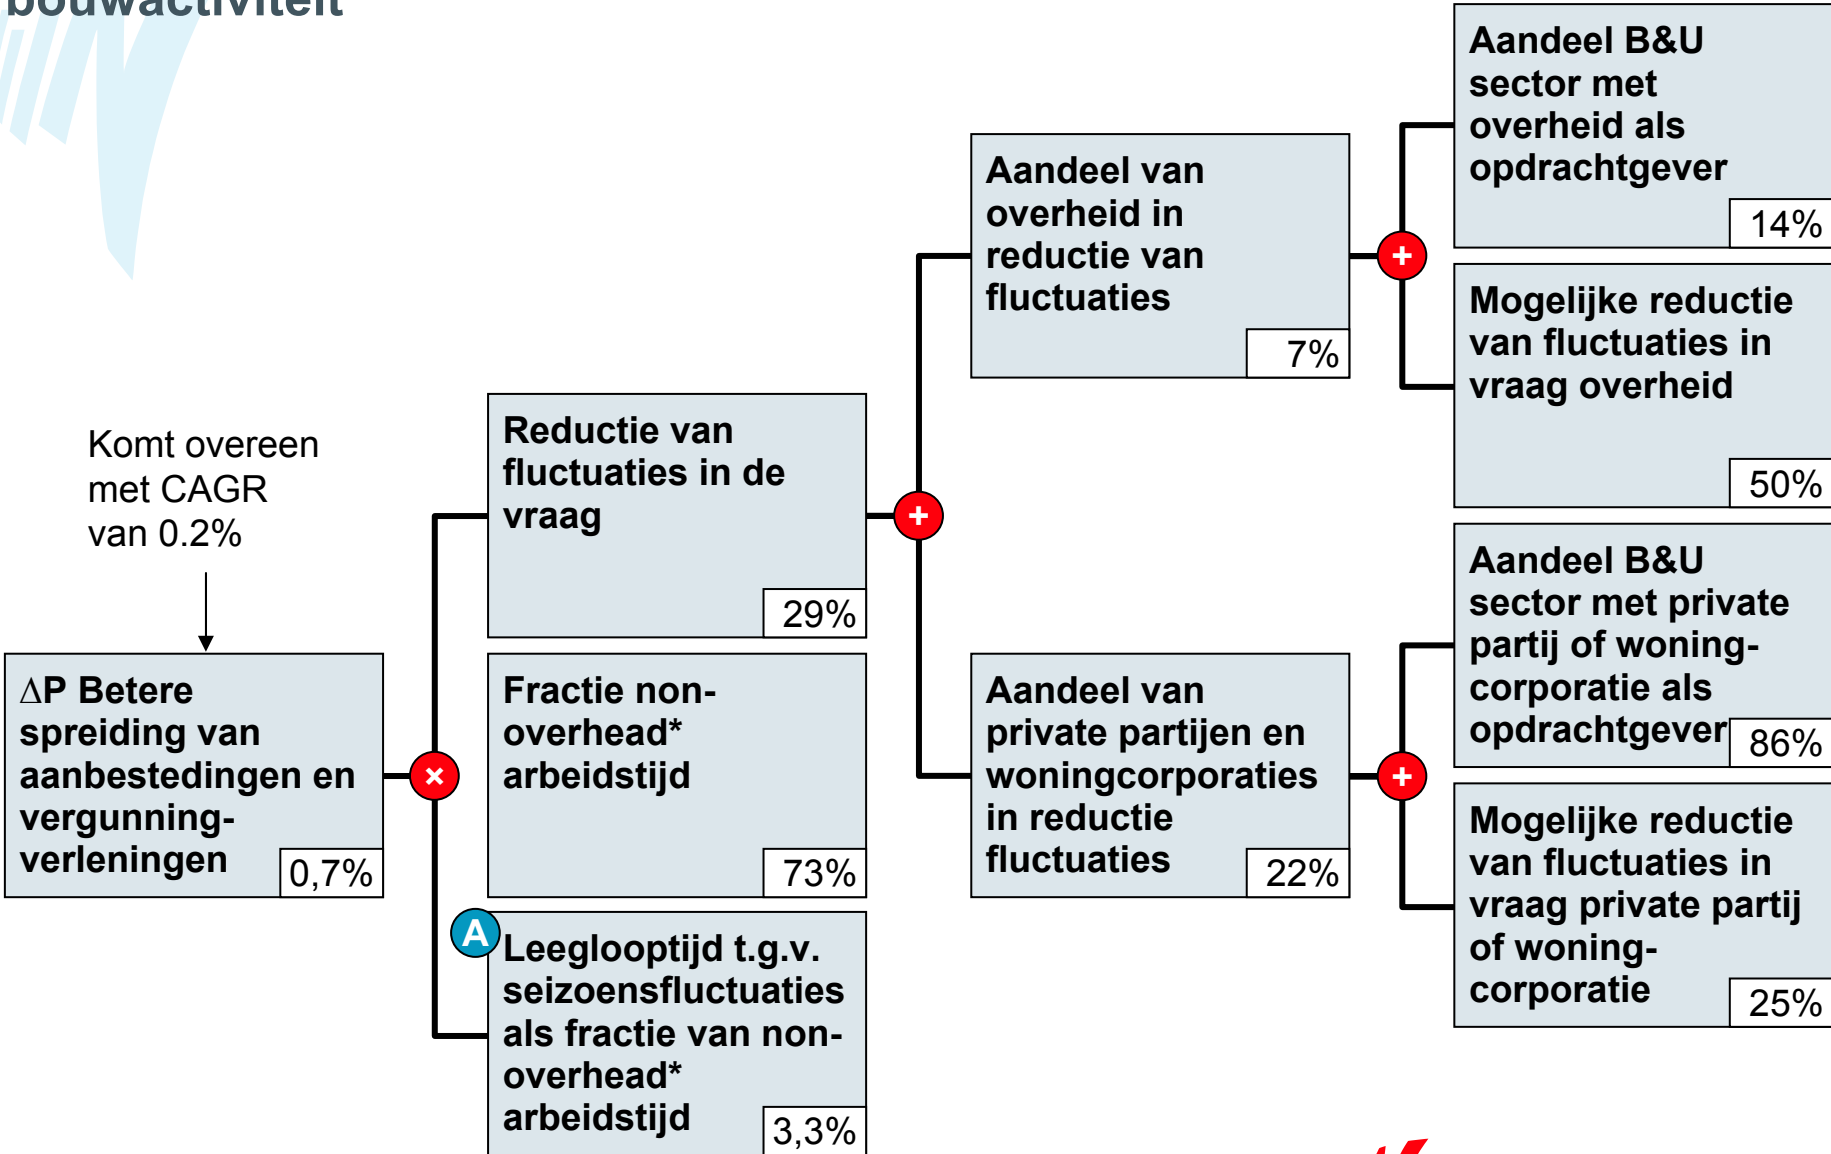 bouwactiviteit
Komt overeen
met CAGR
van 0.2%
∆P Betere
spreiding van
aanbestedingen en
vergunning-
verleningen
0,7%
×
Reductie van
fluctuaties in de
vraag
29%
Fractie non-
overhead*
arbeidstijd
73%
A
Leeglooptijd t.g.v.
seizoensfluctuaties
als fractie van non-
overhead*
arbeidstijd
3,3%
+
Aandeel van
overheid in
reductie van
fluctuaties
7%
Aandeel van
private partijen en
woningcorporaties
in reductie
fluctuaties
22%
+
Aandeel B&U
sector met
overheid als
opdrachtgever
14%
Mogelijke reductie
van fluctuaties in
vraag overheid
50%
+
Aandeel B&U
sector met private
partij of woning-
corporatie als
opdrachtgever
86%
Mogelijke reductie
van fluctuaties in
vraag private partij
of woning-
corporatie
25%